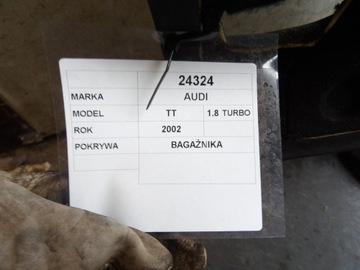 24324
MARKA AUDI
MODEL TT 1.8 TURBO
ROK 2002
POKRYWA BAGAŻNIKA